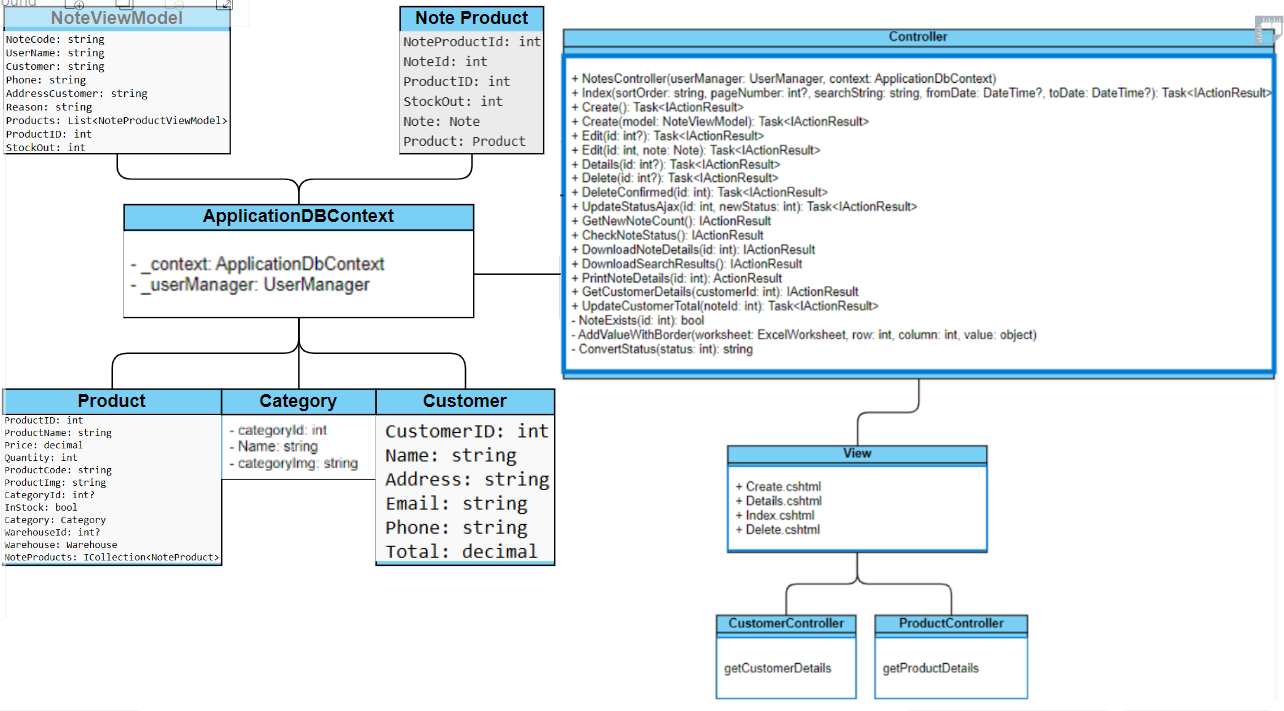 ound
NoteViewModel
NoteCode: string
UserName: string
Customer: string
Phone: string
AddressCustomer: string
Reason: string
Products: List<NoteProductViewModel>
ProductID: int
StockOut: int
Note Product
NoteProductId: int
NoteId: int
ProductID: int
StockOut: int
Note: Note
Product: Product
Controller
+ NotesController(userManager: UserManager, context: ApplicationDbContext)
+ Index(sortOrder: string, pageNumber: int?, searchString: string, fromDate: DateTime?, toDate: DateTime?): Task<IActionResult>
+ Create(): Task<IActionResult>
+ Create(model: NoteViewModel): Task<IActionResult>
+ Edit(id: int?): Task<IActionResult>
+ Edit(id: int, note: Note): Task<IActionResult>
+ Details(id: int?): Task<IActionResult>
+ Delete(id: int?): Task<IActionResult>
+ DeleteConfirmed(id: int): Task<IActionResult>
+ UpdateStatusAjax(id: int, newStatus: int): Task<IActionResult>
+ GetNewNoteCount(): IActionResult
+ CheckNoteStatus(): IActionResult
+ DownloadNoteDetails(id: int): IActionResult
+ DownloadSearchResults(): IActionResult
+ PrintNoteDetails(id: int): ActionResult
+ GetCustomerDetails(customerId: int): IActionResult
+ UpdateCustomerTotal(noteId: int): Task<IActionResult>
- NoteExists(id: int): bool
- AddValueWithBorder(worksheet: ExcelWorksheet, row: int, column: int, value: object)
- ConvertStatus(status: int): string
ApplicationDBContext
- _context: ApplicationDbContext
- _userManager: UserManager
Product
ProductID: int
ProductName: string
Price: decimal
Quantity: int
ProductCode: string
ProductImg: string
CategoryId: int?
InStock: bool
Category: Category
WarehouseId: int?
Warehouse: Warehouse
NoteProducts: ICollection<NoteProduct>
Category
- categoryId: int
- Name: string
- categoryImg: string
Customer
CustomerID: int
Name: string
Address: string
Email: string
Phone: string
Total: decimal
View
+ Create.cshtml
+ Details.cshtml
+ Index.cshtml
+ Delete.cshtml
CustomerController
getCustomerDetails
ProductController
getProductDetails